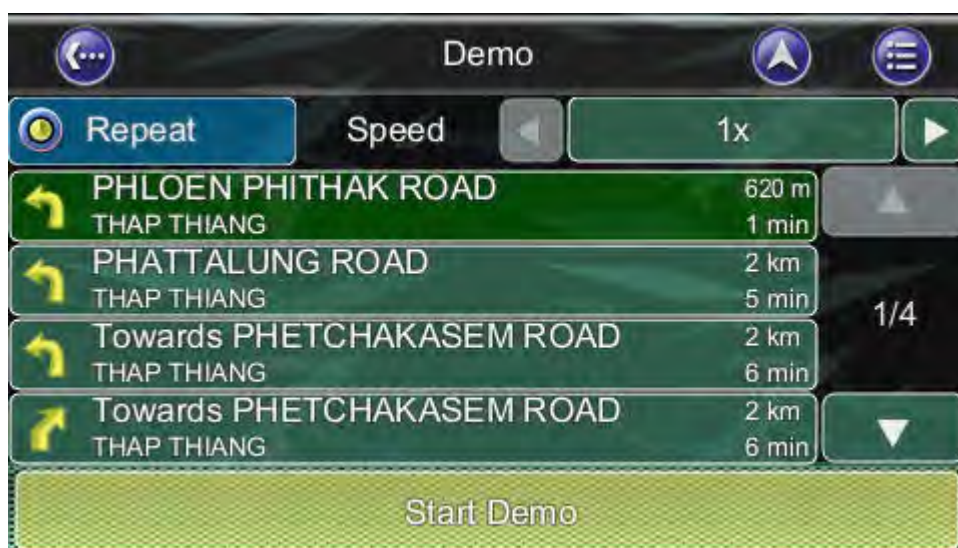 Demo
Repeat Speed 1x
PHLOEN PHITHAK ROAD 620 m
THAP THIANG 1 min
PHATTALUNG ROAD 2 km
THAP THIANG 5 min
1/4
Towards PHETCHAKASEM ROAD 2 km
THAP THIANG 6 min
Towards PHETCHAKASEM ROAD 2 km
THAP THIANG 6 min
Start Demo